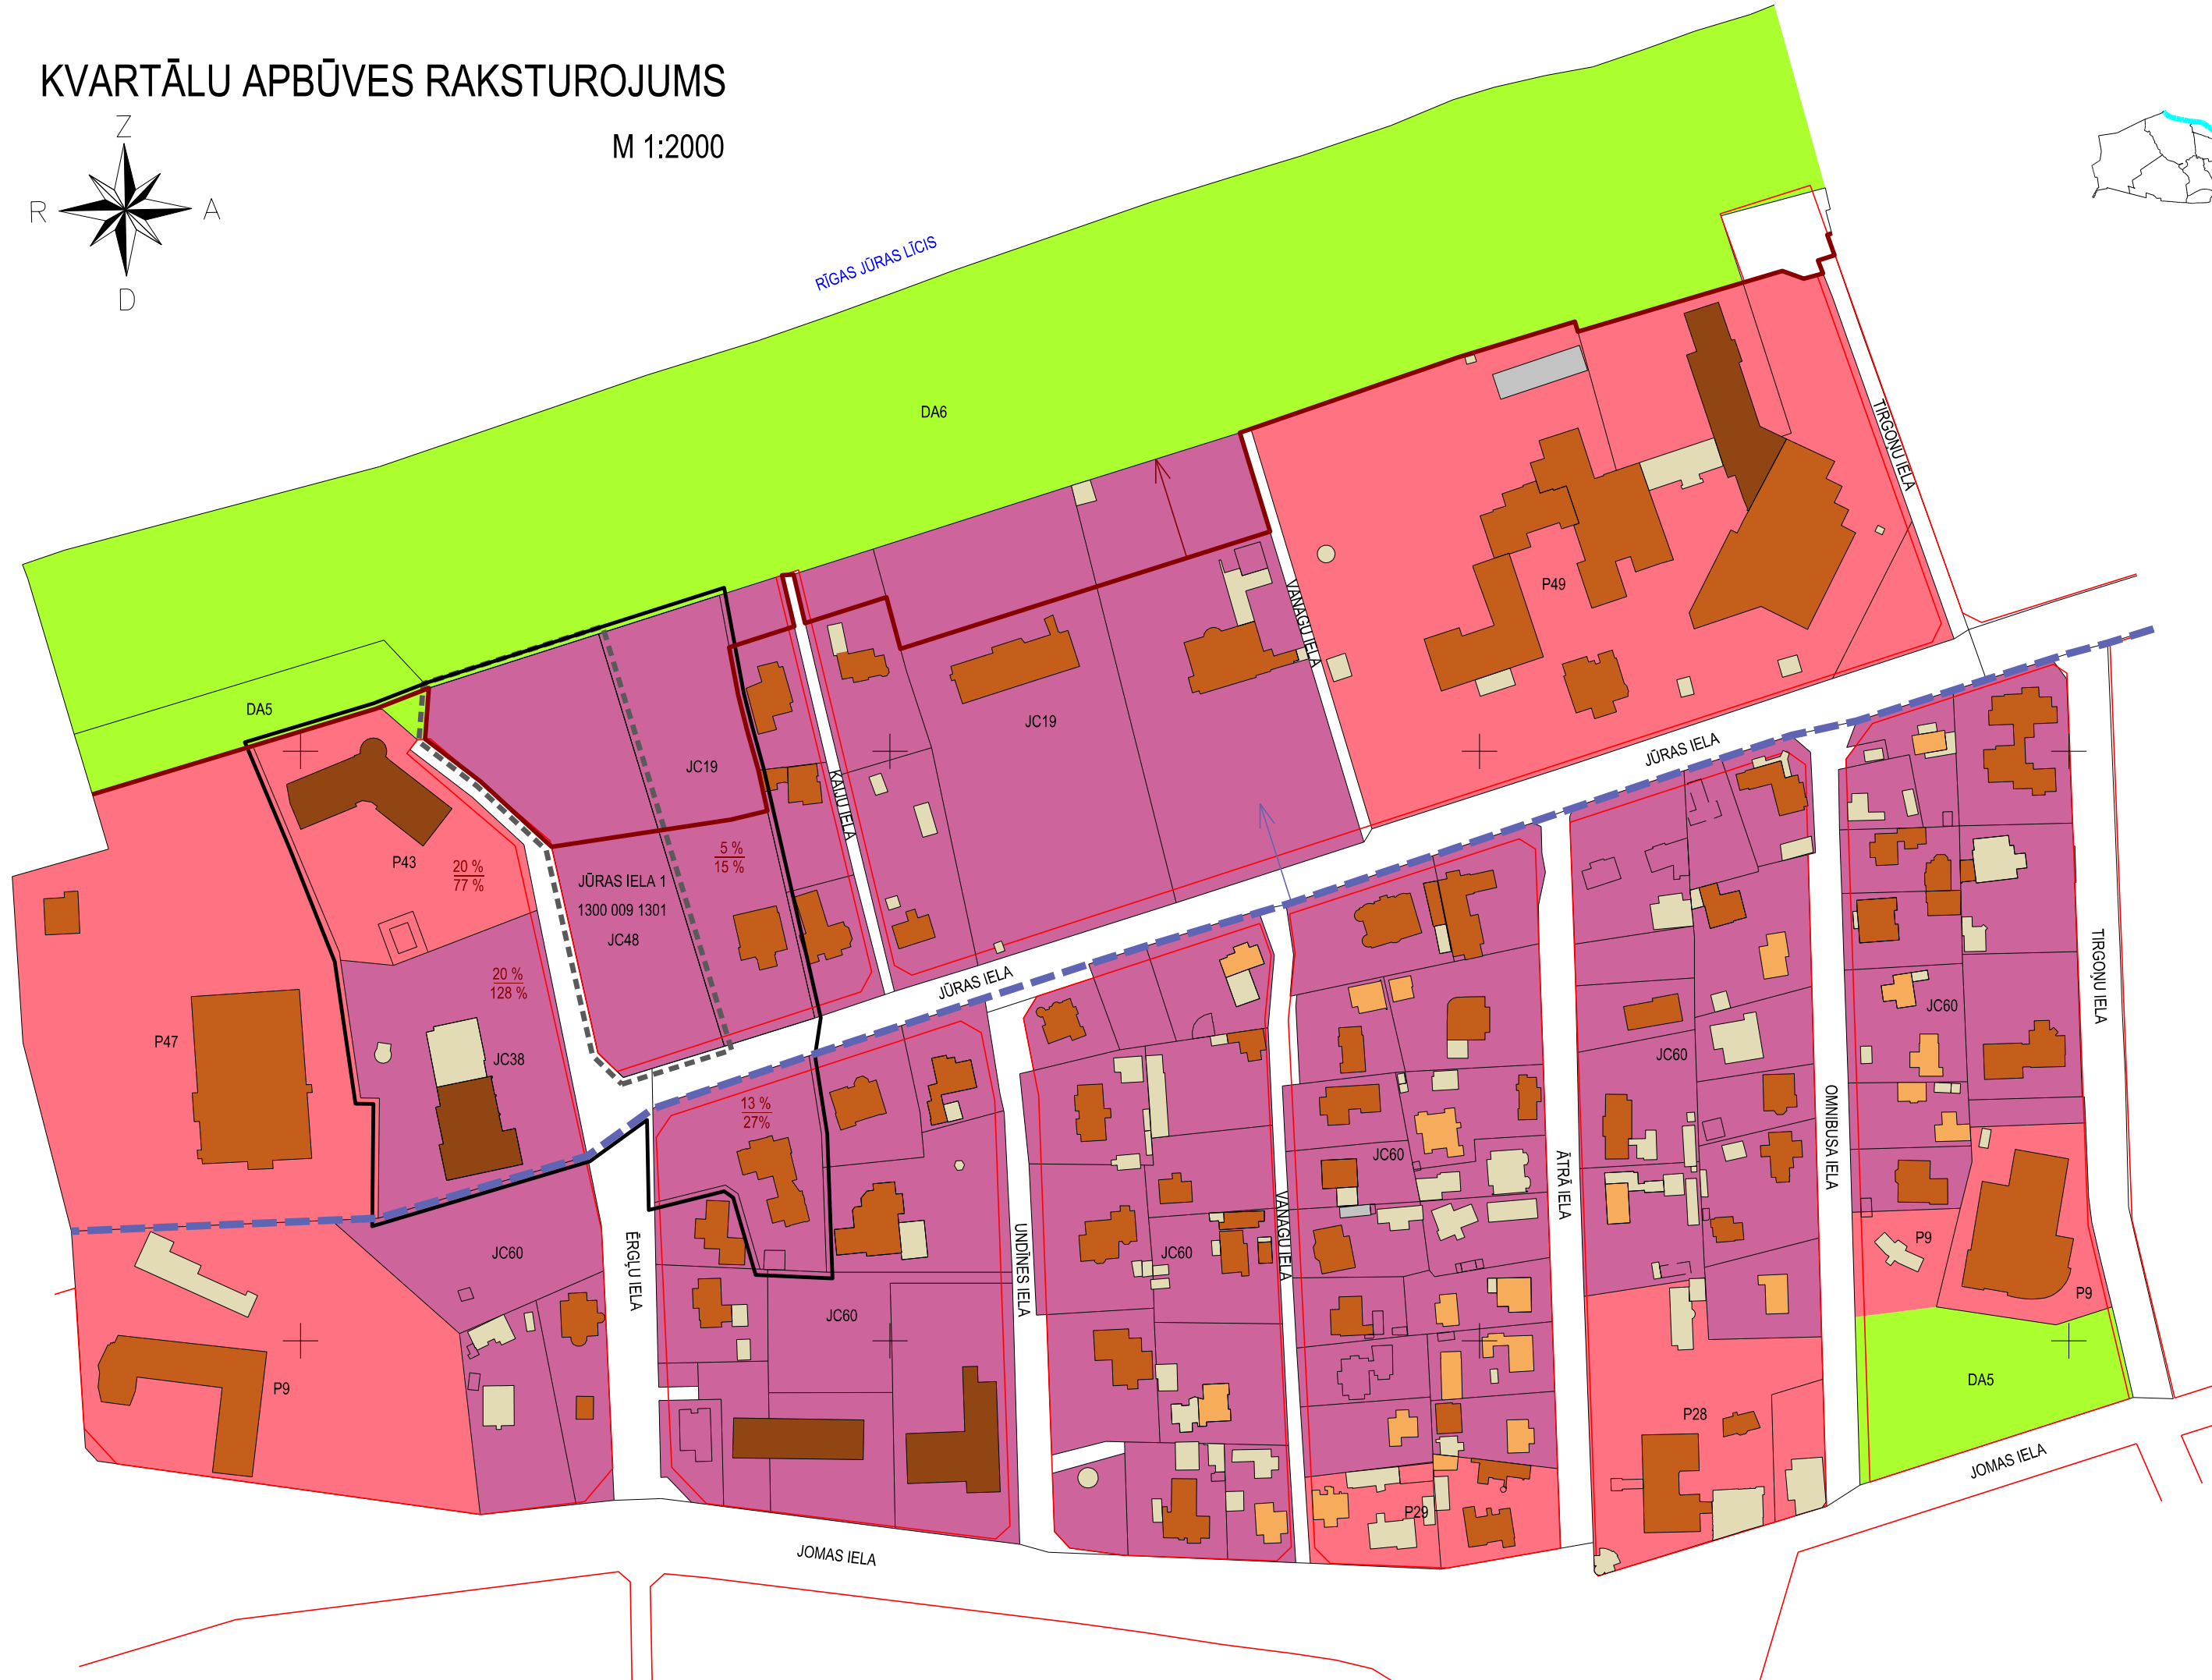 KVARTĀLU APBŪVES RAKSTUROJUMS
M 1:2000
Z
R
A
D
RĪGAS JŪRAS LĪCIS
DA6
TIRGOŅU IELA
P49
VANAGU IELA
DA5
JC19
JC19
KAIJU IELA
JŪRAS IELA
P43
20 %
77 %
5 %
15 %
JŪRAS IELA 1
1300 009 1301
JC48
20 %
128 %
JŪRAS IELA
TIRGOŅU IELA
P47
JC38
JC60
JC60
13 %
27%
OMNIBUSA IELA
JC60
ĀTRĀ IELA
VANAGU IELA
JC60
JC60
ĒRGĻU IELA
UNDĪNES IELA
P9
P9
JC60
P9
DA5
P28
P29
JOMAS IELA
JOMAS IELA